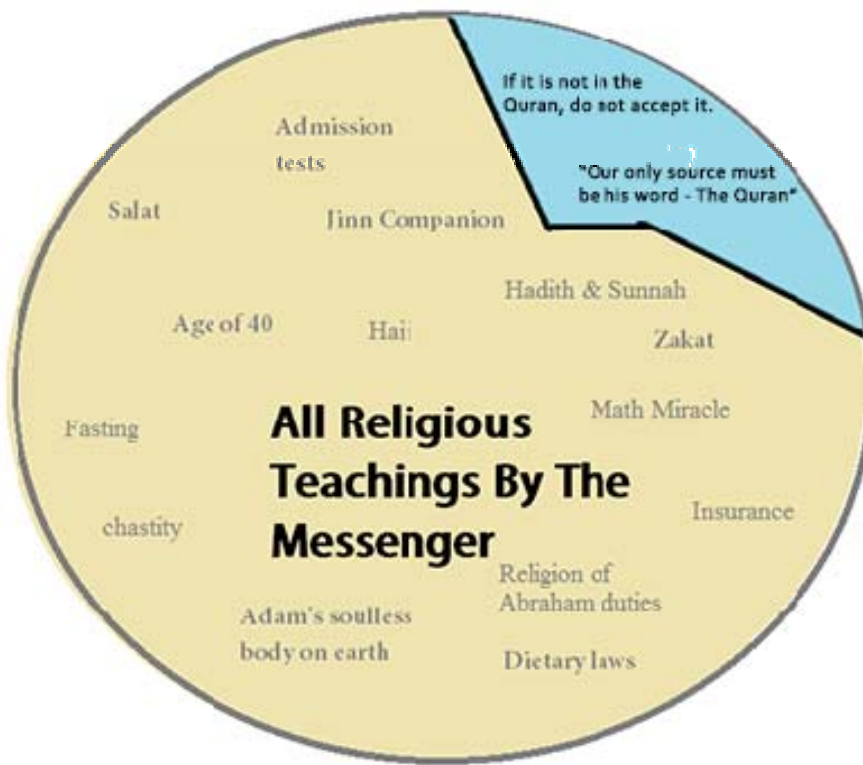 If it is not in the
Quran, do not accept it.
"Our only source must
be his word - The Quran"
Admission
tests
Salat
Jinn Companion
Hadith & Sunnah
Age of 40
Haj
Zakat
All Religious
Teachings By The
Messenger
Math Miracle
Fasting
Insurance
chastity
Religion of
Abraham duties
Adam's soulless
body on earth
Dietary laws